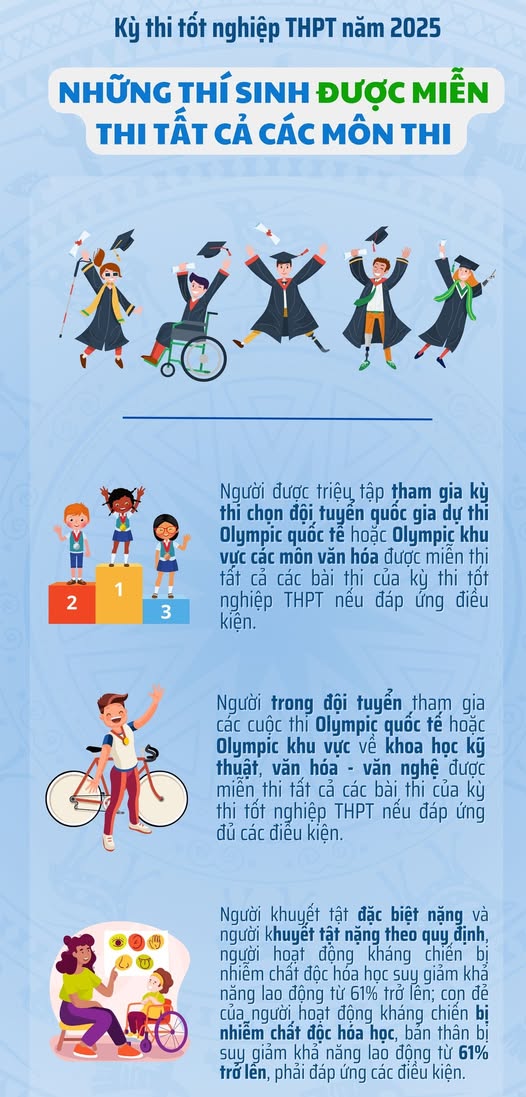 Kỳ thi tốt nghiệp THPT năm 2025
NHỮNG THÍ SINH ĐƯỢC MIỄN
THI TẤT CẢ CÁC MÔN THI
Người được triệu tập tham gia kỳ
thi chọn đội tuyển quốc gia dự thi
Olympic quốc tế hoặc Olympic khu
vực các môn văn hóa được miễn thi
tất cả các bài thi của kỳ thi tốt
nghiệp THPT nếu đáp ứng điều
kiện.
2
1
3
Người trong đội tuyển tham gia
các cuộc thi Olympic quốc tế hoặc
Olympic khu vực về khoa học kỹ
thuật, văn hóa - văn nghệ được
miễn thi tất cả các bài thi của kỳ
thi tốt nghiệp THPT nếu đáp ứng
đủ các điều kiện.
Người khuyết tật đặc biệt nặng và
người khuyết tật nặng theo quy định,
người hoạt động kháng chiến bị
nhiễm chất độc hóa học suy giảm khả
năng lao động từ 61% trở lên; con đẻ
của người hoạt động kháng chiến bị
nhiễm chất độc hóa học, bản thân bị
suy giảm khả năng lao động từ 61%
trở lên, phải đáp ứng các điều kiện.